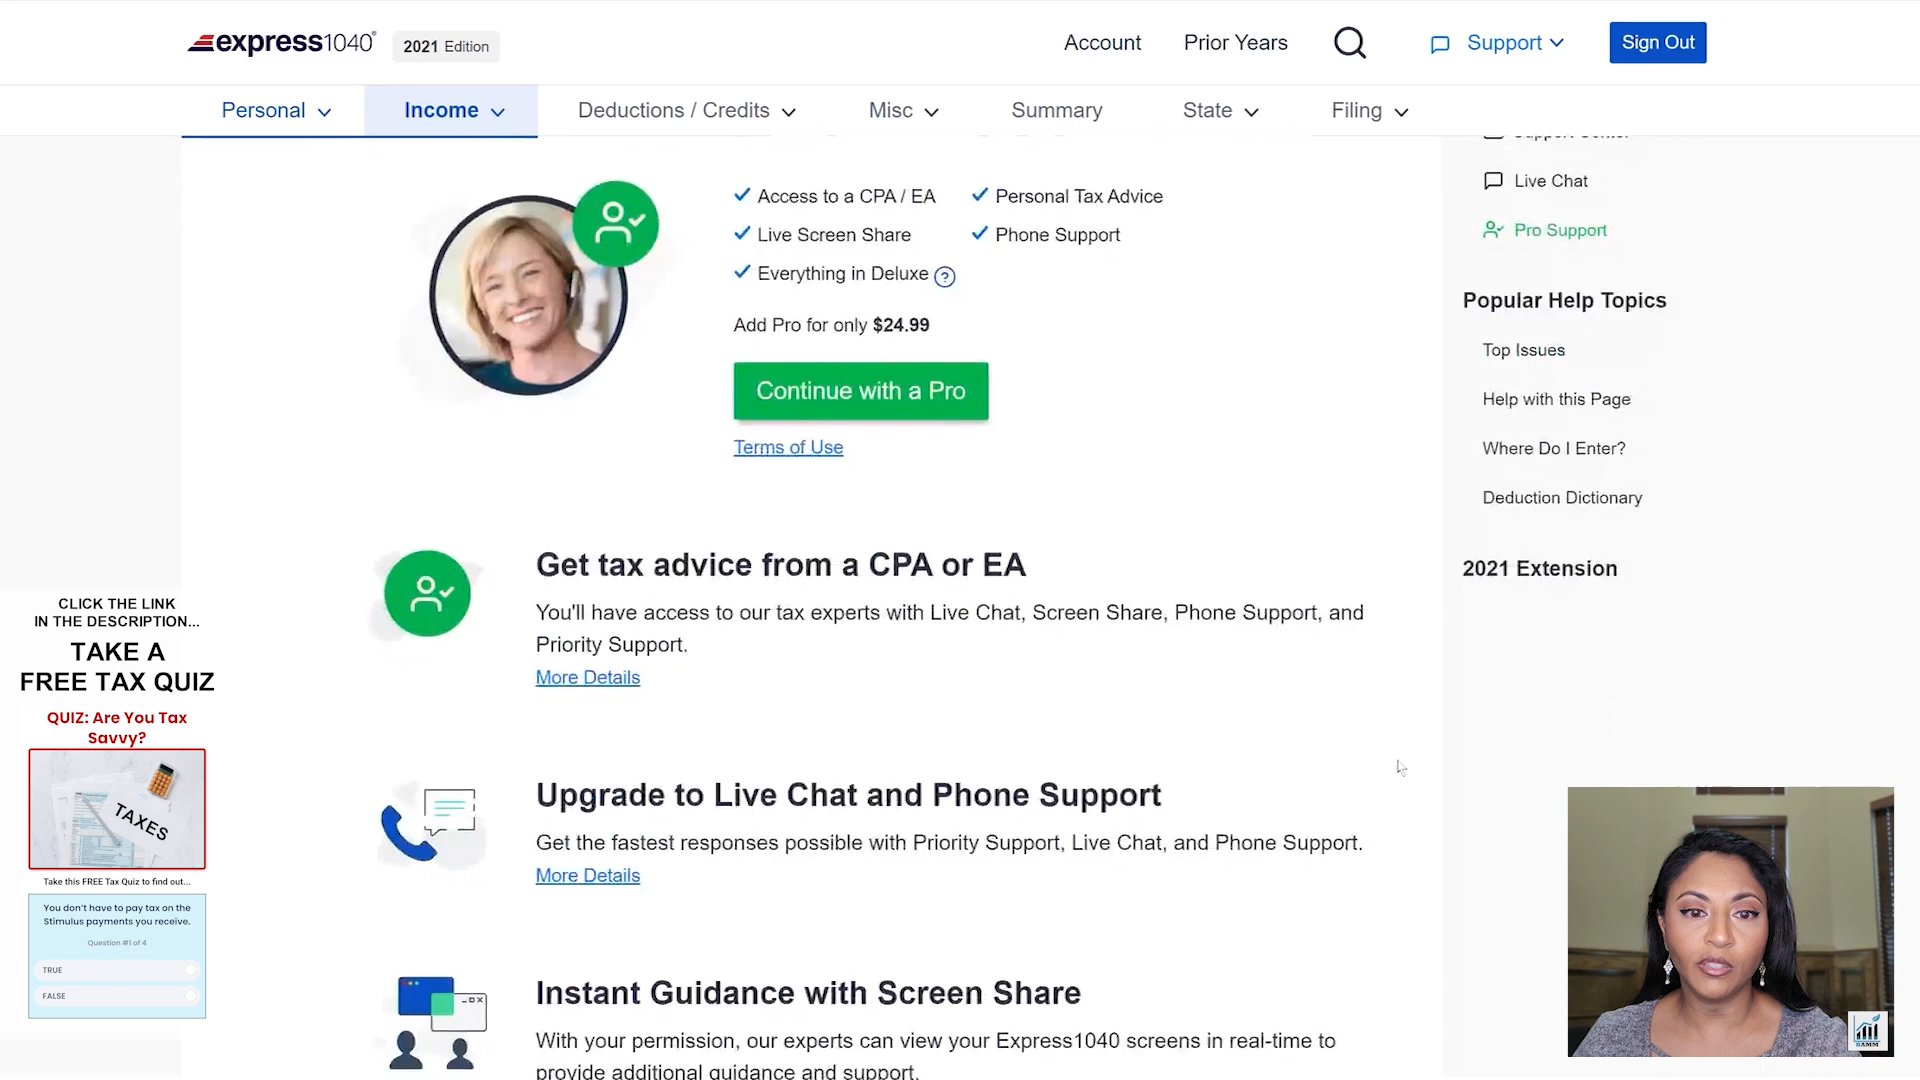 express1040®
2021 Edition
Account
Prior Years
Support
Sign Out
Personal
Income
Deductions / Credits
Misc
Summary
State
Filing
Support Center
Live Chat
Pro Support
Popular Help Topics
Top Issues
Help with this Page
Where Do I Enter?
Deduction Dictionary
2021 Extension
Access to a CPA / EA
Personal Tax Advice
Live Screen Share
Phone Support
Everything in Deluxe ?
Add Pro for only $24.99
Continue with a Pro
Terms of Use
Get tax advice from a CPA or EA
You'll have access to our tax experts with Live Chat, Screen Share, Phone Support, and
Priority Support.
More Details
Upgrade to Live Chat and Phone Support
Get the fastest responses possible with Priority Support, Live Chat, and Phone Support.
More Details
Instant Guidance with Screen Share
With your permission, our experts can view your Express1040 screens in real-time to
provide additional guidance and support.
CLICK THE LINK
IN THE DESCRIPTION...
TAKE A
FREE TAX QUIZ
QUIZ: Are You Tax
Savvy?
TAXES
Take this FREE Tax Quiz to find out...
You don't have to pay tax on the
Stimulus payments you receive.
Question #1 of 4
TRUE
FALSE